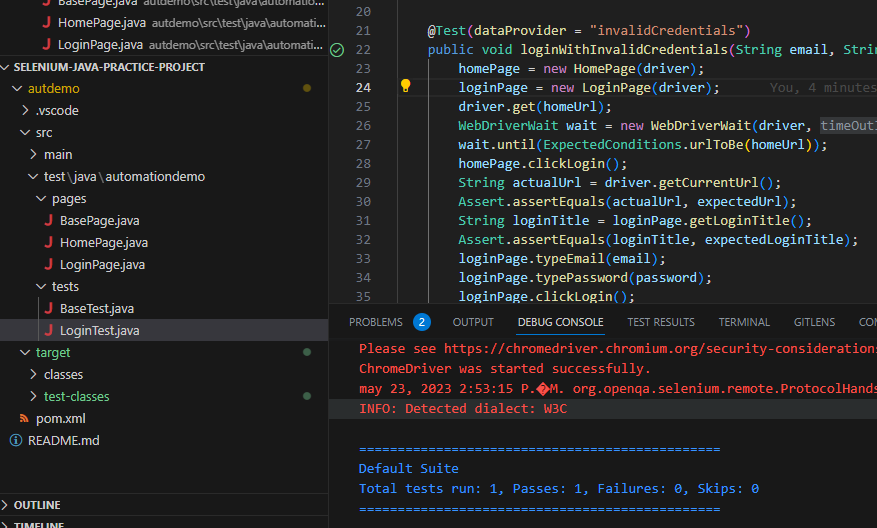 BasePage.java autdemo\src\test\java\automati...
HomePage.java autdemo\src\test\java\automati...
LoginPage.java autdemo\src\test\java\automati...
SELENIUM-JAVA-PRACTICE-PROJECT
autdemo
.vscode
src
main
test\java\automationdemo
pages
BasePage.java
HomePage.java
LoginPage.java
tests
BaseTest.java
LoginTest.java
target
classes
test-classes
pom.xml
README.md
OUTLINE
TIMELINE
20
21 @Test(dataProvider = "invalidCredentials")
22 public void loginWithInvalidCredentials(String email, Strin
23 homePage = new HomePage(driver);
24 loginPage = new LoginPage(driver); You, 4 minutes
25 driver.get(homeUrl);
26 WebDriverWait wait = new WebDriverWait(driver, timeOut
27 wait.until(ExpectedConditions.urlToBe(homeUrl));
28 homePage.clickLogin();
29 String actualUrl = driver.getCurrentUrl();
30 Assert.assertEquals(actualUrl, expectedUrl);
31 String loginTitle = loginPage.getLoginTitle();
32 Assert.assertEquals(loginTitle, expectedLoginTitle);
33 loginPage.typeEmail(email);
34 loginPage.typePassword(password);
35 loginPage.clickLogin();
PROBLEMS 2 OUTPUT DEBUG CONSOLE TEST RESULTS TERMINAL GITLENS COM
Please see https://chromedriver.chromium.org/security-considerations
ChromeDriver was started successfully.
may 23, 2023 2:53:15 P.�M. org.openqa.selenium.remote.ProtocolHands
INFO: Detected dialect: W3C
===============================================
Default Suite
Total tests run: 1, Passes: 1, Failures: 0, Skips: 0
===============================================